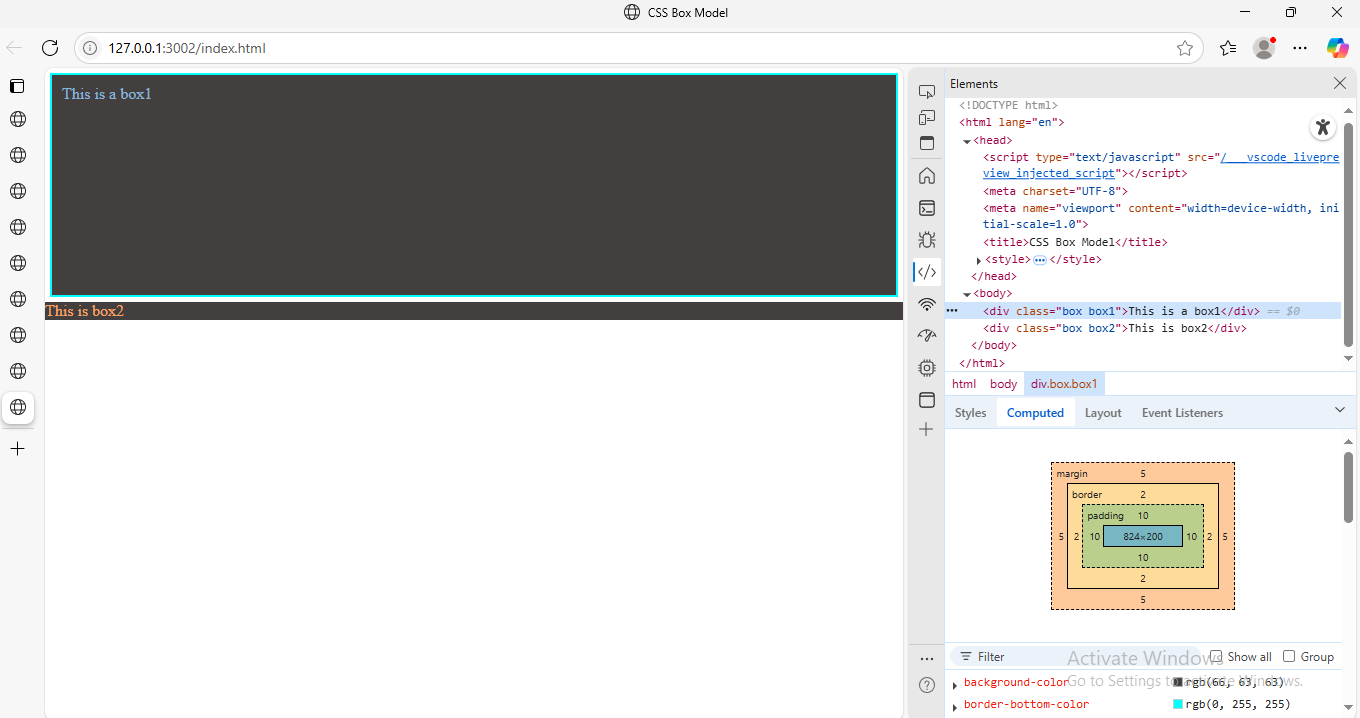 CSS Box Model
127.0.0.1:3002/index.html
This is a box1
This is box2
Elements
<!DOCTYPE html>
<html lang="en">
<head>
<script type="text/javascript" src="/___vscode_livepre
view_injected_script"></script>
<meta charset="UTF-8">
<meta name="viewport" content="width=device-width, ini
tial-scale=1.0">
<title>CSS Box Model</title>
<style>⋯</style>
</head>
<body>
<div class="box box1">This is a box1</div> == $0
<div class="box box2">This is box2</div>
</body>
</html>
html body div.box.box1
Styles Computed Layout Event Listeners
margin 5
border 2
padding 10
5 2 10 824×200 10 2 5
10
2
5
Filter Show all Group
Activate Windows
Go to Settings to activate Windows.
background-color rgb(66, 63, 63)
border-bottom-color rgb(0, 255, 255)